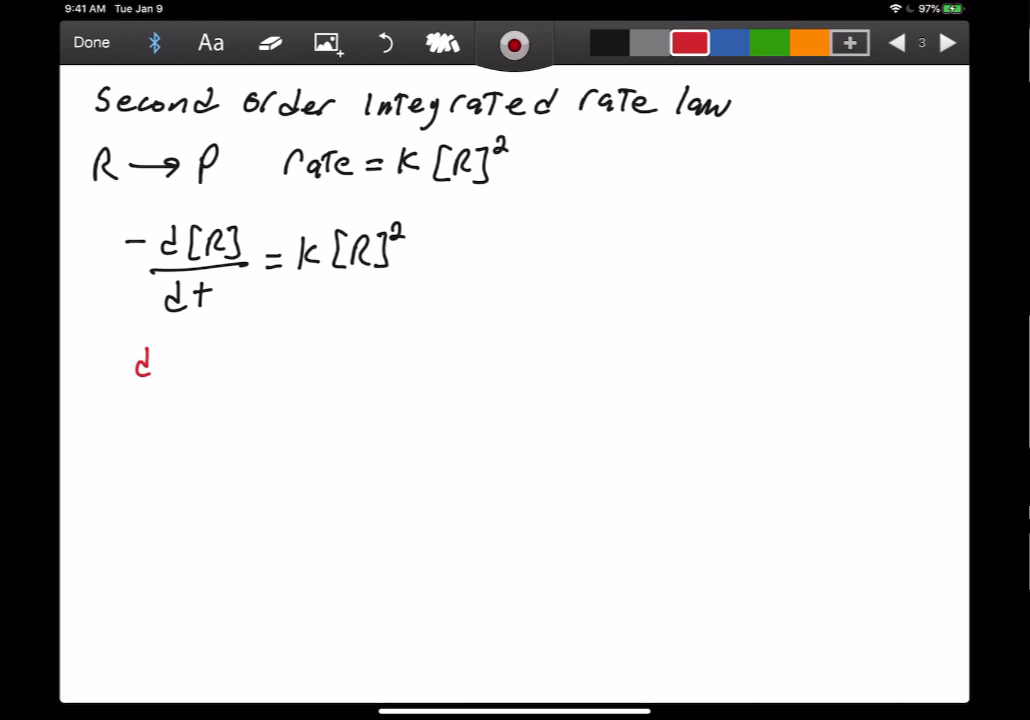 9:41 AM Tue Jan 9 97%
Done Aa 3
Second order Integrated rate law
R → P rate = K [R]²
- d[R] / dt = K [R]²
d